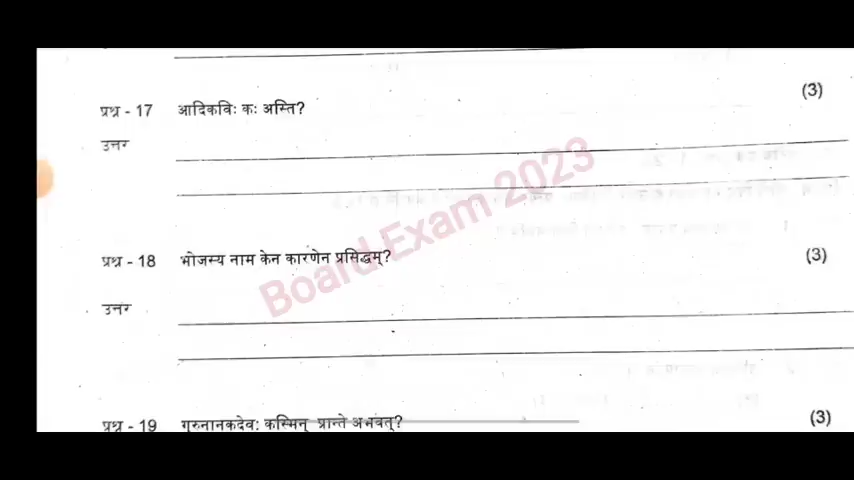 (3)
प्रश्न - 17 आदिकविः कः अस्ति?
उत्तर
Board Exam 2023
प्रश्न - 18 भोजस्य नाम केन कारणेन प्रसिद्धम्? (3)
उत्तर
प्रश्न - 19 गुरुनानकदेवः कस्मिन् प्रान्ते अभवत्? (3)